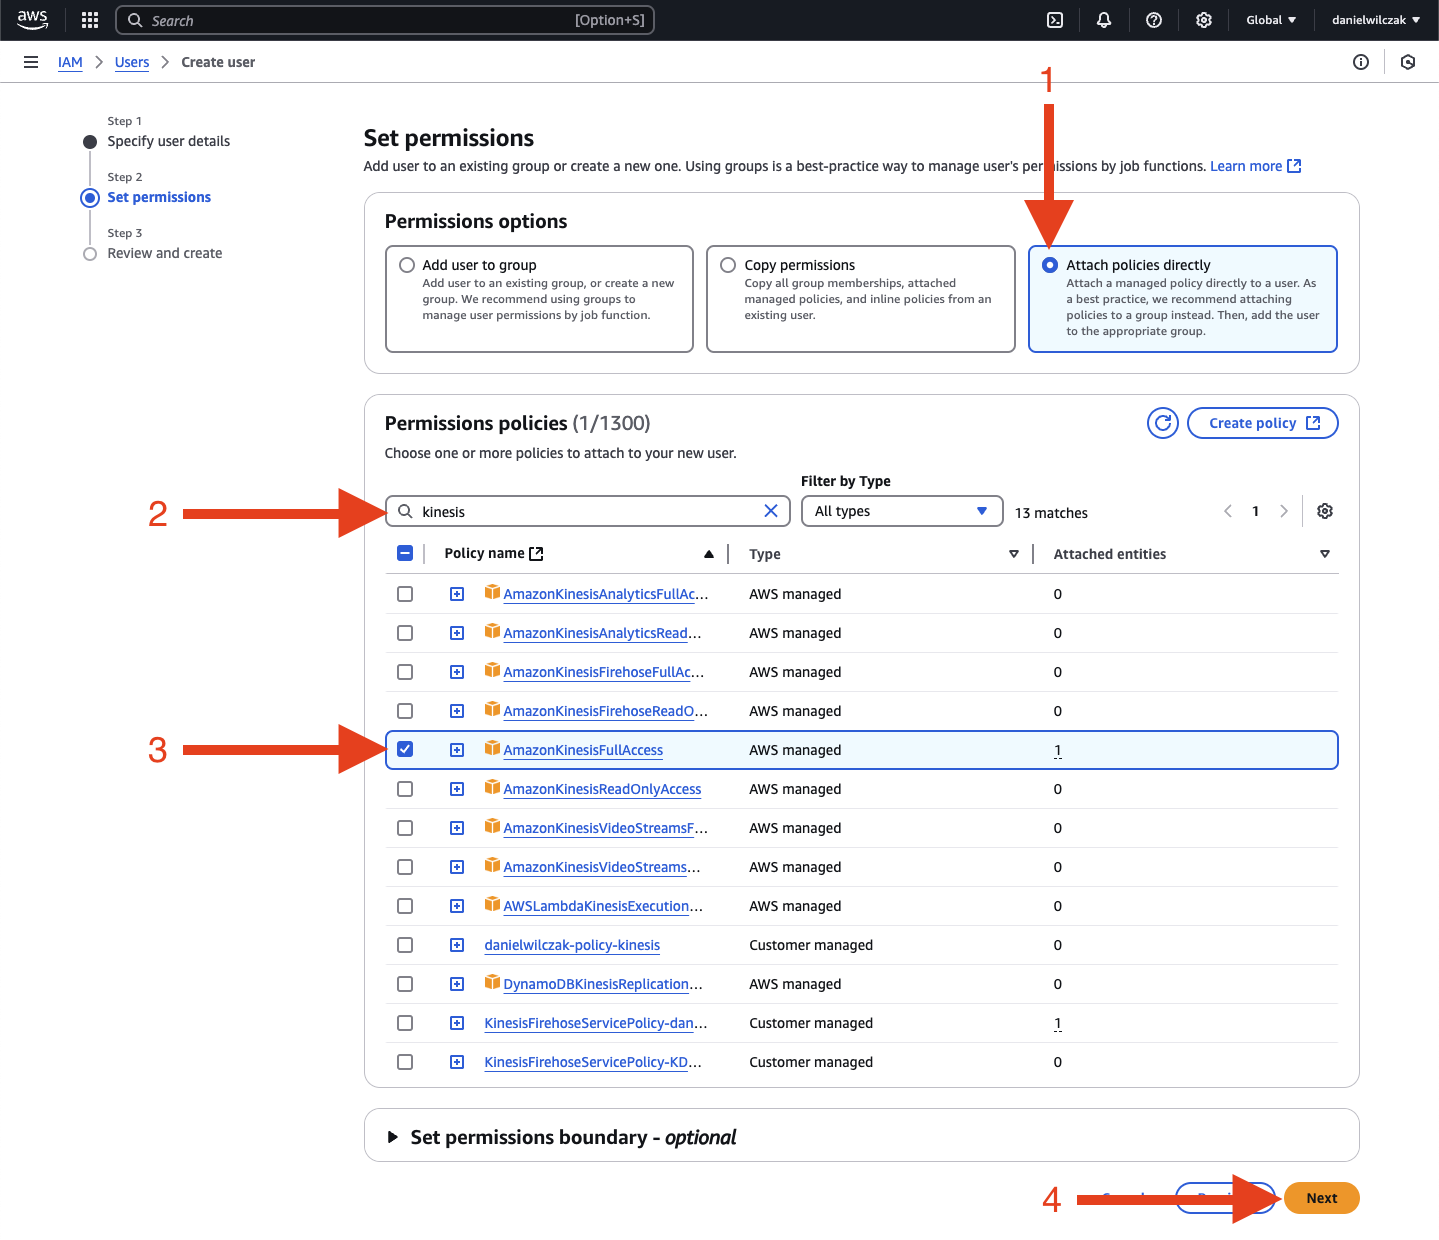 aws
Search
[Option+S]
Global
danielwilczak
IAM
Users
Create user
1
Step 1
Specify user details
Step 2
Set permissions
Step 3
Review and create
Set permissions
Add user to an existing group or create a new one. Using groups is a best-practice way to manage user's permissions by job functions. Learn more
Permissions options
Add user to group
Add user to an existing group, or create a new
group. We recommend using groups to
manage user permissions by job function.
Copy permissions
Copy all group memberships, attached
managed policies, and inline policies from an
existing user.
Attach policies directly
Attach a managed policy directly to a user. As
a best practice, we recommend attaching
policies to a group instead. Then, add the user
to the appropriate group.
Permissions policies (1/1300)
Create policy
Choose one or more policies to attach to your new user.
Filter by Type
2
kinesis
All types
13 matches
1
Policy name
Type
Attached entities
AmazonKinesisAnalyticsFullAc... AWS managed 0
AmazonKinesisAnalyticsRead... AWS managed 0
AmazonKinesisFirehoseFullAc... AWS managed 0
AmazonKinesisFirehoseReadO... AWS managed 0
3
AmazonKinesisFullAccess AWS managed 1
AmazonKinesisReadOnlyAccess AWS managed 0
AmazonKinesisVideoStreamsF... AWS managed 0
AmazonKinesisVideoStreams... AWS managed 0
AWSLambdaKinesisExecution... AWS managed 0
danielwilczak-policy-kinesis Customer managed 0
DynamoDBKinesisReplication... AWS managed 0
KinesisFirehoseServicePolicy-dan... Customer managed 1
KinesisFirehoseServicePolicy-KD... Customer managed 0
Set permissions boundary - optional
4
Next